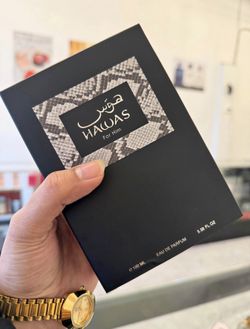 هوس
HAWAS
For Him
e 100 ML
EAU DE PARFUM
3.38 FL OZ